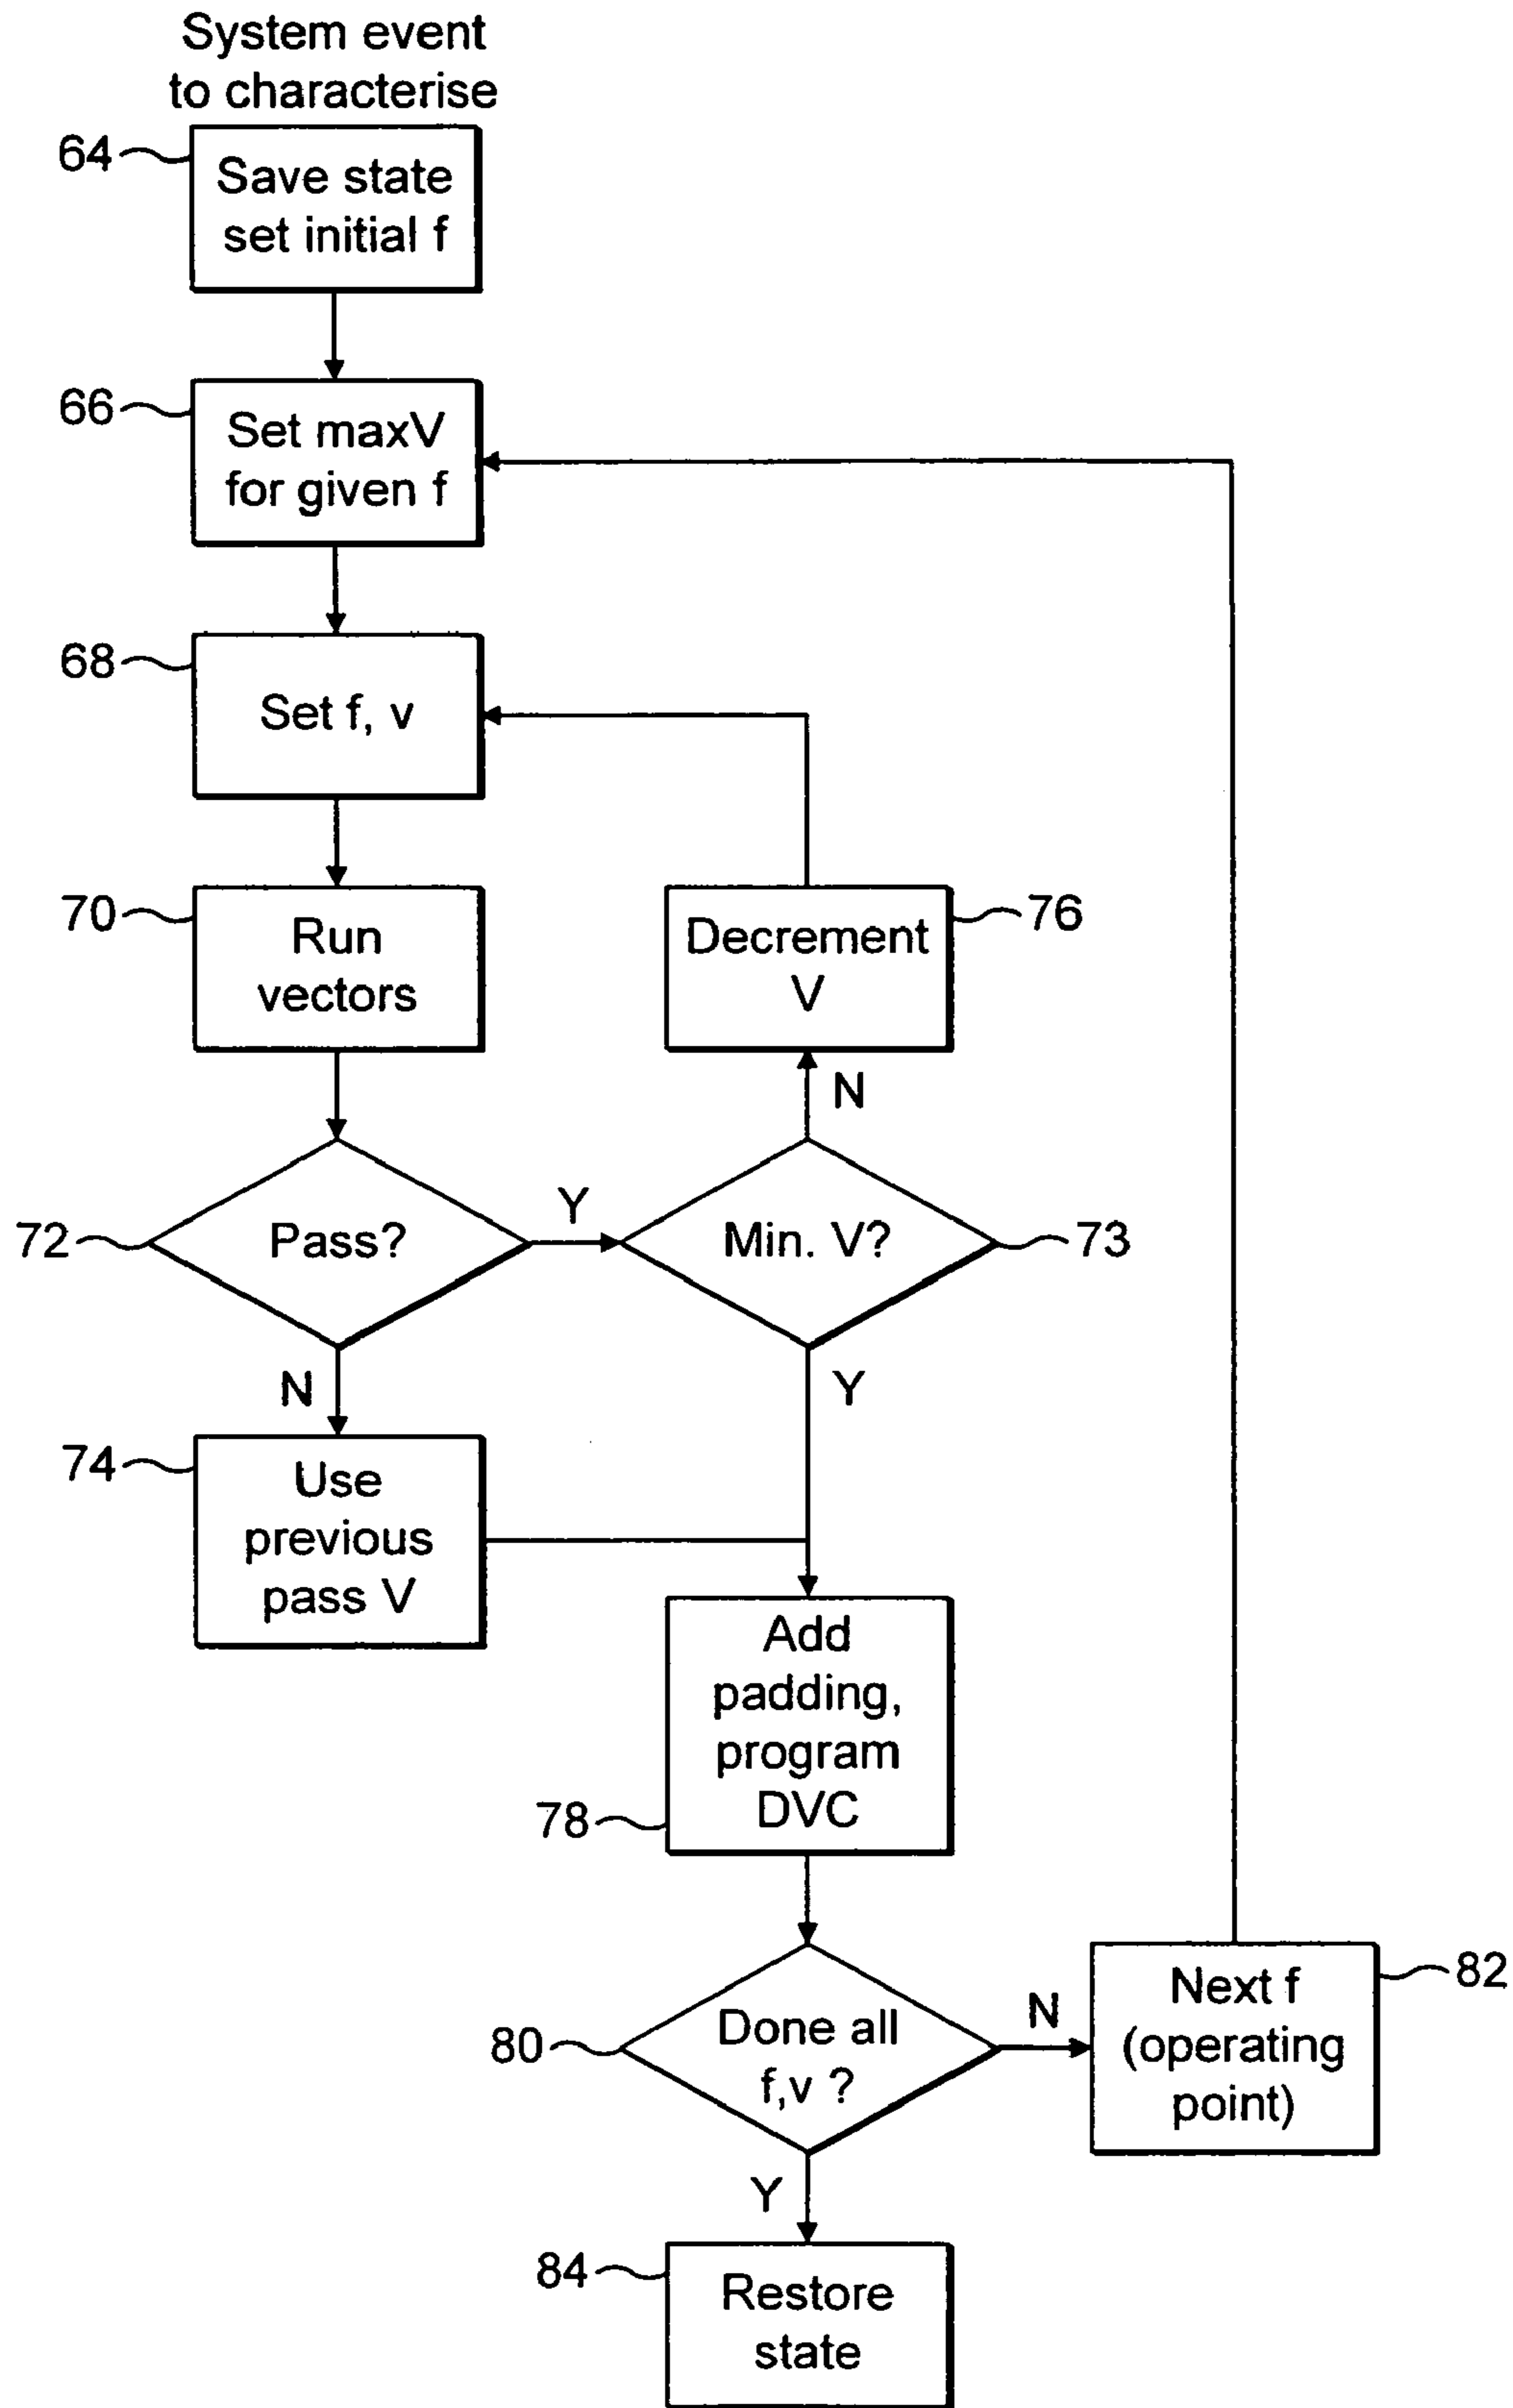 System event
to characterise
64
Save state
set initial f
66
Set maxV
for given f
68
Set f, v
70
Run
vectors
76
Decrement
V
N
72
Pass?
Y
Min. V?
73
N
Y
74
Use
previous
pass V
Add
padding,
program
DVC
78
80
Done all
f,v ?
N
82
Next f
(operating
point)
Y
84
Restore
state